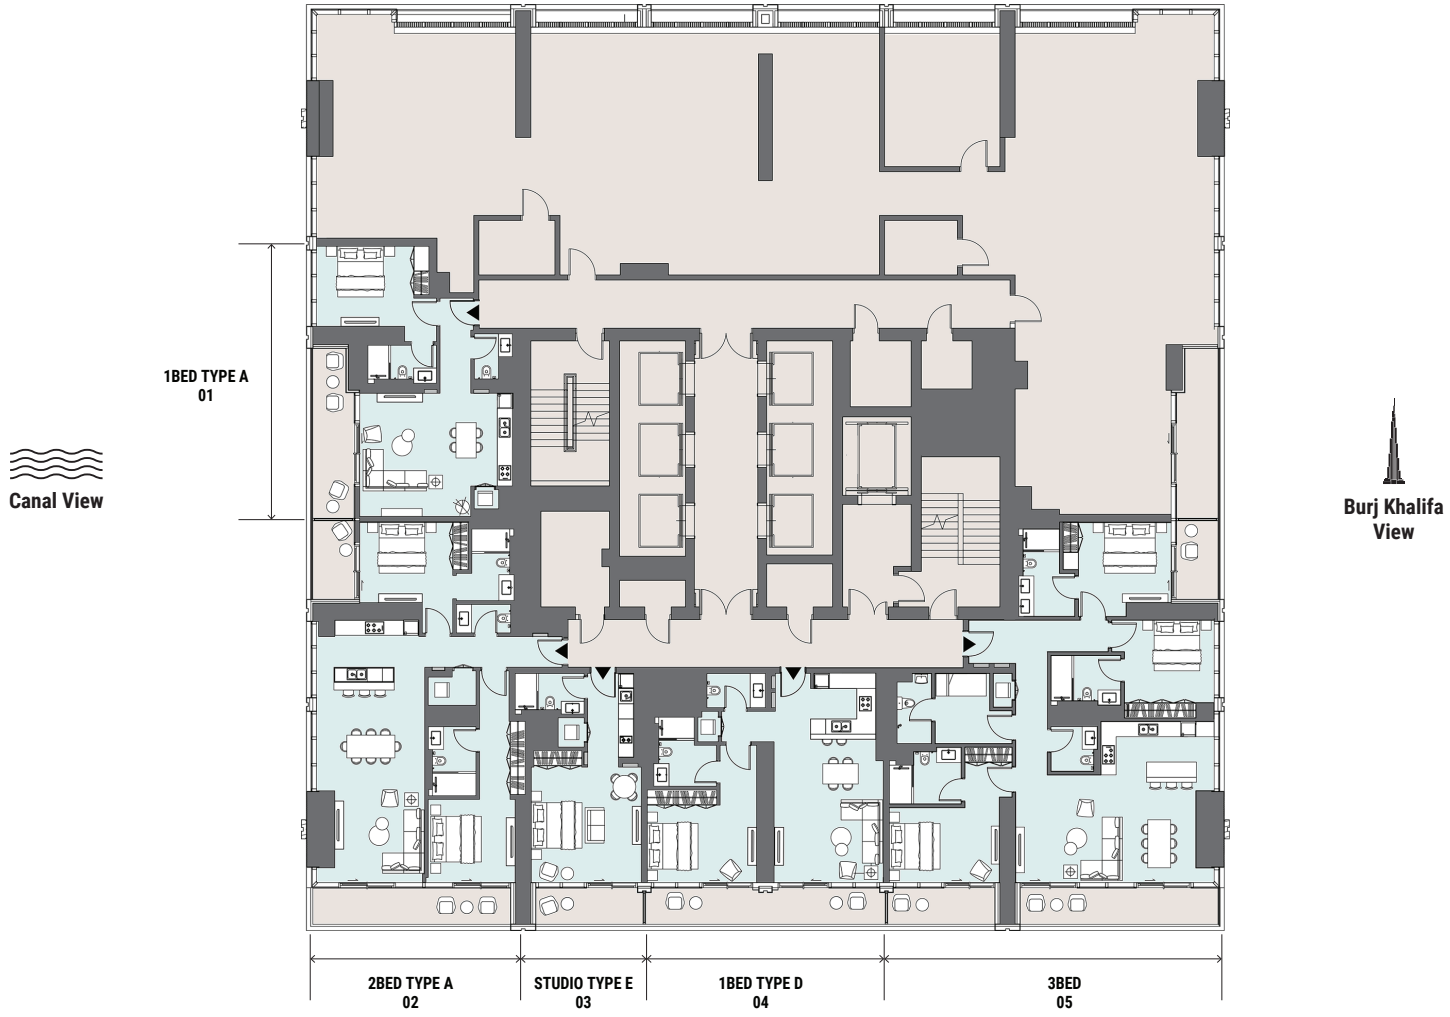 1BED TYPE A
01
Canal View
Burj Khalifa
View
2BED TYPE A
02
STUDIO TYPE E
03
1BED TYPE D
04
3BED
05